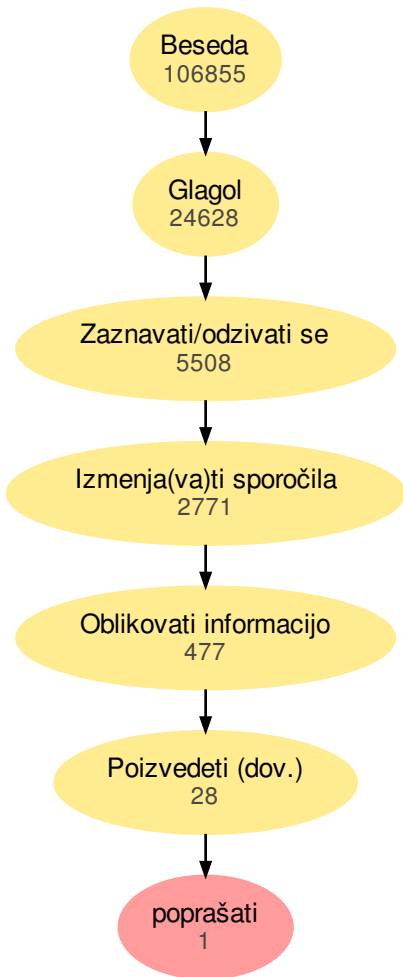 Beseda
106855
Glagol
24628
Zaznavati/odzivati se
5508
Izmenja(va)ti sporočila
2771
Oblikovati informacijo
477
Poizvedeti (dov.)
28
poprašati
1